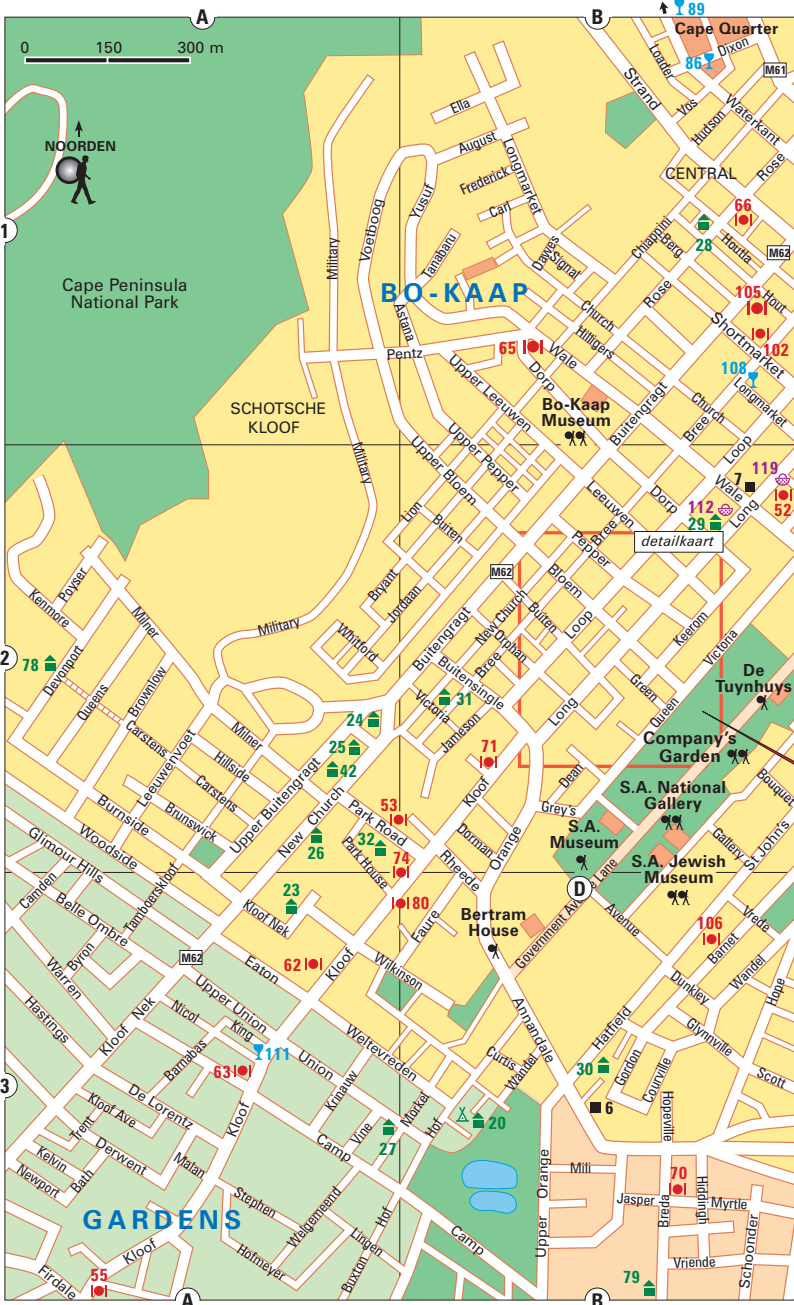 A
B
89
Cape Quarter
0 150 300 m
Loader
Dixon
86
M61
Strand
Vos
Hudson
Waterkant
Ella
NOORDEN
August
Longmarket
Rose
CENTRAL
Frederick
Yusuf
Carl
66
1
Voetboog
Military
Tanabaru
Dawes
Signal
Chiappini
Berg
28
Houtla
M62
Cape Peninsula
National Park
BO-KAAP
Rose
105
Hout
Astana
Church
Hilligers
Shortmarket
102
65
Wale
Pentz
Dorp
Upper Leeuwen
108
Longmarket
SCHOTSCHE
KLOOF
Bo-Kaap
Museum
Buitengragt
Church
Bree
Loop
Military
Upper Pepper
Upper Bloem
7
119
Wale
52
Leeuwen
Dorp
Long
Lion
Buiten
112
29
Bree
Pepper
detailkaart
M62
Bloem
Bryant
Jordaan
Poyser
Kenmore
New Church
Buiten
Loop
Milner
Military
Whitford
Buitengragt
Orphan
Bree
Keerom
Victoria
2
78
Devonport
Buitensingle
De
Tuynhuys
Queens
Brownlow
31
Green
Queen
24
Victoria
Long
Milner
Jameson
Company's
Garden
Carstens
25
71
Leeuwenvoet
Hillside
42
Kloof
Dean
S.A. National
Gallery
Bouquet
Carstens
Upper Buitengragt
New Church
Burnside
Brunswick
53
Park Road
Grey's
Orange
S.A.
Museum
Woodside
26
32
Dorman
Gallery
St John's
Gilmour Hills
Park House
74
Rheede
Government Avenue Lane
S.A. Jewish
Museum
Camden
Tamboerskloof
23
D
Belle Ombre
Kloof Nek
80
Faure
Bertram
House
Avenue
106
Vrede
Byron
Barnet
Warren
M62
62
Kloof
Wandel
Eaton
Wilkinson
Hope
Hastings
Kloof Nek
Upper Union
Dunkley
Nicol
King
Annandale
Hatfield
Glynnville
Weltevreden
Barnabas
111
Union
Curtis
Wandel
3
63
30
Gordon
Courville
Scott
Krinauw
De Lorentz
Morkel
6
Kloof Ave
Trent
Kloof
Vine
Hof
20
Hopeville
27
Camp
Kelvin
Derwent
Malan
Orange
Mili
70
Newport
Bath
Jasper
Hiddingh
Myrtle
Stephen
Welgemeend
Hof
GARDENS
Breda
Camp
Upper
Schoonder
Lingen
Kloof
Hofmeyer
Buxton
Vriende
Firdale
55
79
A
B